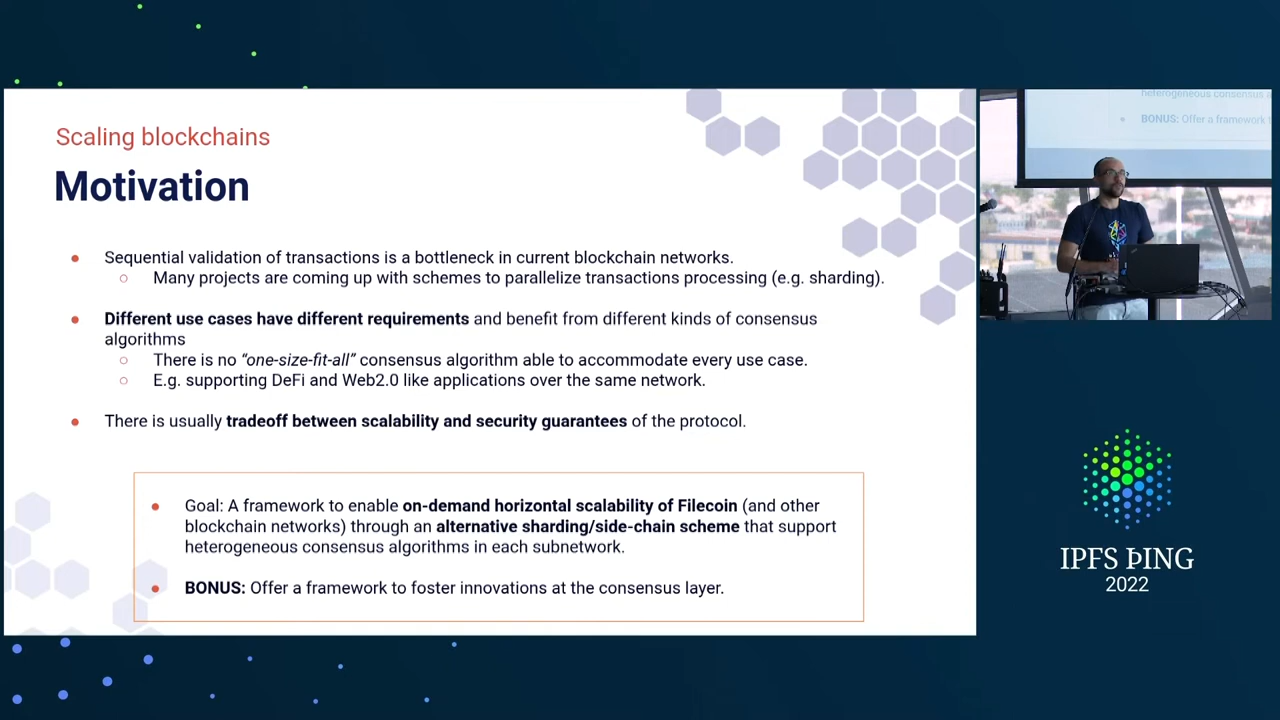 Scaling blockchains
Motivation
● Sequential validation of transactions is a bottleneck in current blockchain networks.
○ Many projects are coming up with schemes to parallelize transactions processing (e.g. sharding).
● Different use cases have different requirements and benefit from different kinds of consensus
algorithms
○ There is no “one-size-fit-all” consensus algorithm able to accommodate every use case.
○ E.g. supporting DeFi and Web2.0 like applications over the same network.
● There is usually tradeoff between scalability and security guarantees of the protocol.
● Goal: A framework to enable on-demand horizontal scalability of Filecoin (and other
blockchain networks) through an alternative sharding/side-chain scheme that support
heterogeneous consensus algorithms in each subnetwork.
● BONUS: Offer a framework to foster innovations at the consensus layer.
heterogeneous consensus
● BONUS: Offer a framework
IPFS ÞING
2022